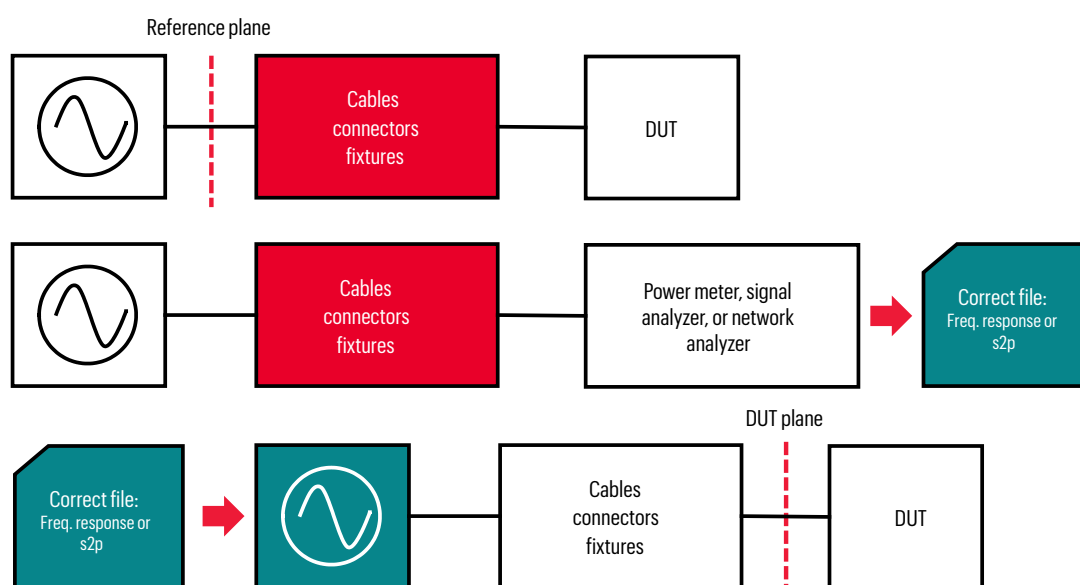 Reference plane
Cables
connectors
fixtures
DUT
Cables
connectors
fixtures
Power meter, signal
analyzer, or network
analyzer
Correct file:
Freq. response or
s2p
DUT plane
Correct file:
Freq. response or
s2p
Cables
connectors
fixtures
DUT